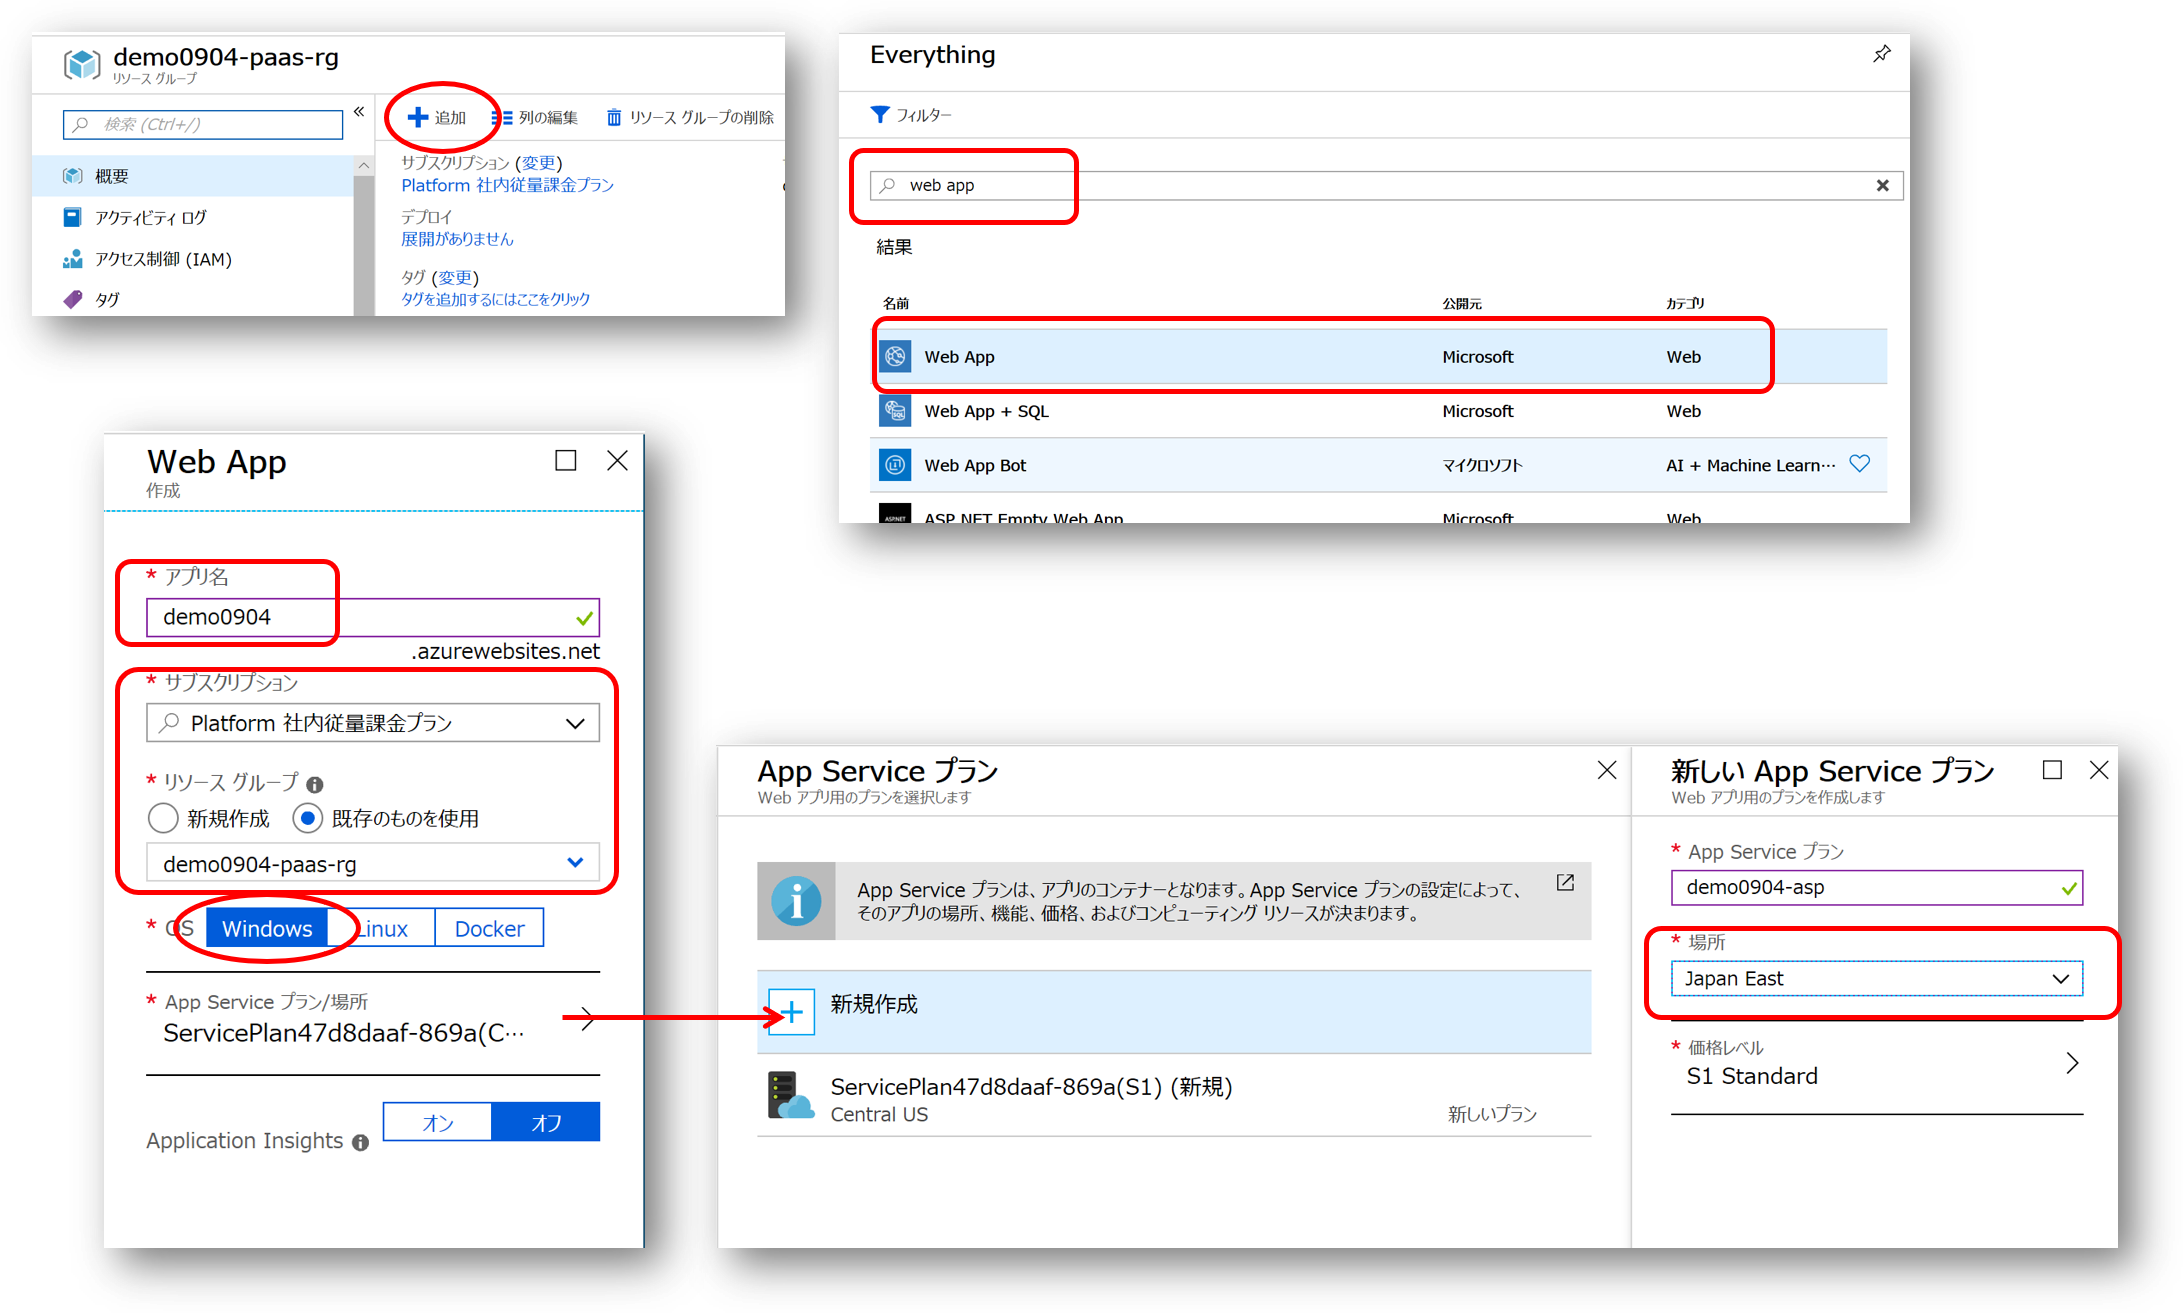 demo0904-paas-rg
リソース グループ
検索 (Ctrl+/)
概要
アクティビティ ログ
アクセス制御 (IAM)
タグ
追加
列の編集
リソース グループの削除
サブスクリプション (変更)
Platform 社内従量課金プラン
デプロイ
展開がありません
タグ (変更)
タグを追加するにはここをクリック
Everything
フィルター
web app
結果
名前 公開元 カテゴリ
Web App Microsoft Web
Web App + SQL Microsoft Web
Web App Bot マイクロソフト AI + Machine Learn…
ASP.NET Empty Web App Microsoft Web
Web App
作成
* アプリ名
demo0904
.azurewebsites.net
* サブスクリプション
Platform 社内従量課金プラン
* リソース グループ
新規作成 既存のものを使用
demo0904-paas-rg
* OS Windows Linux Docker
* App Service プラン/場所
ServicePlan47d8daaf-869a(C…
Application Insights オン オフ
App Service プラン
Web アプリ用のプランを選択します
App Service プランは、アプリのコンテナーとなります。App Service プランの設定によって、
そのアプリの場所、機能、価格、およびコンピューティング リソースが決まります。
新規作成
ServicePlan47d8daaf-869a(S1) (新規)
Central US
新しいプラン
新しい App Service プラン
Web アプリ用のプランを作成します
* App Service プラン
demo0904-asp
* 場所
Japan East
* 価格レベル
S1 Standard